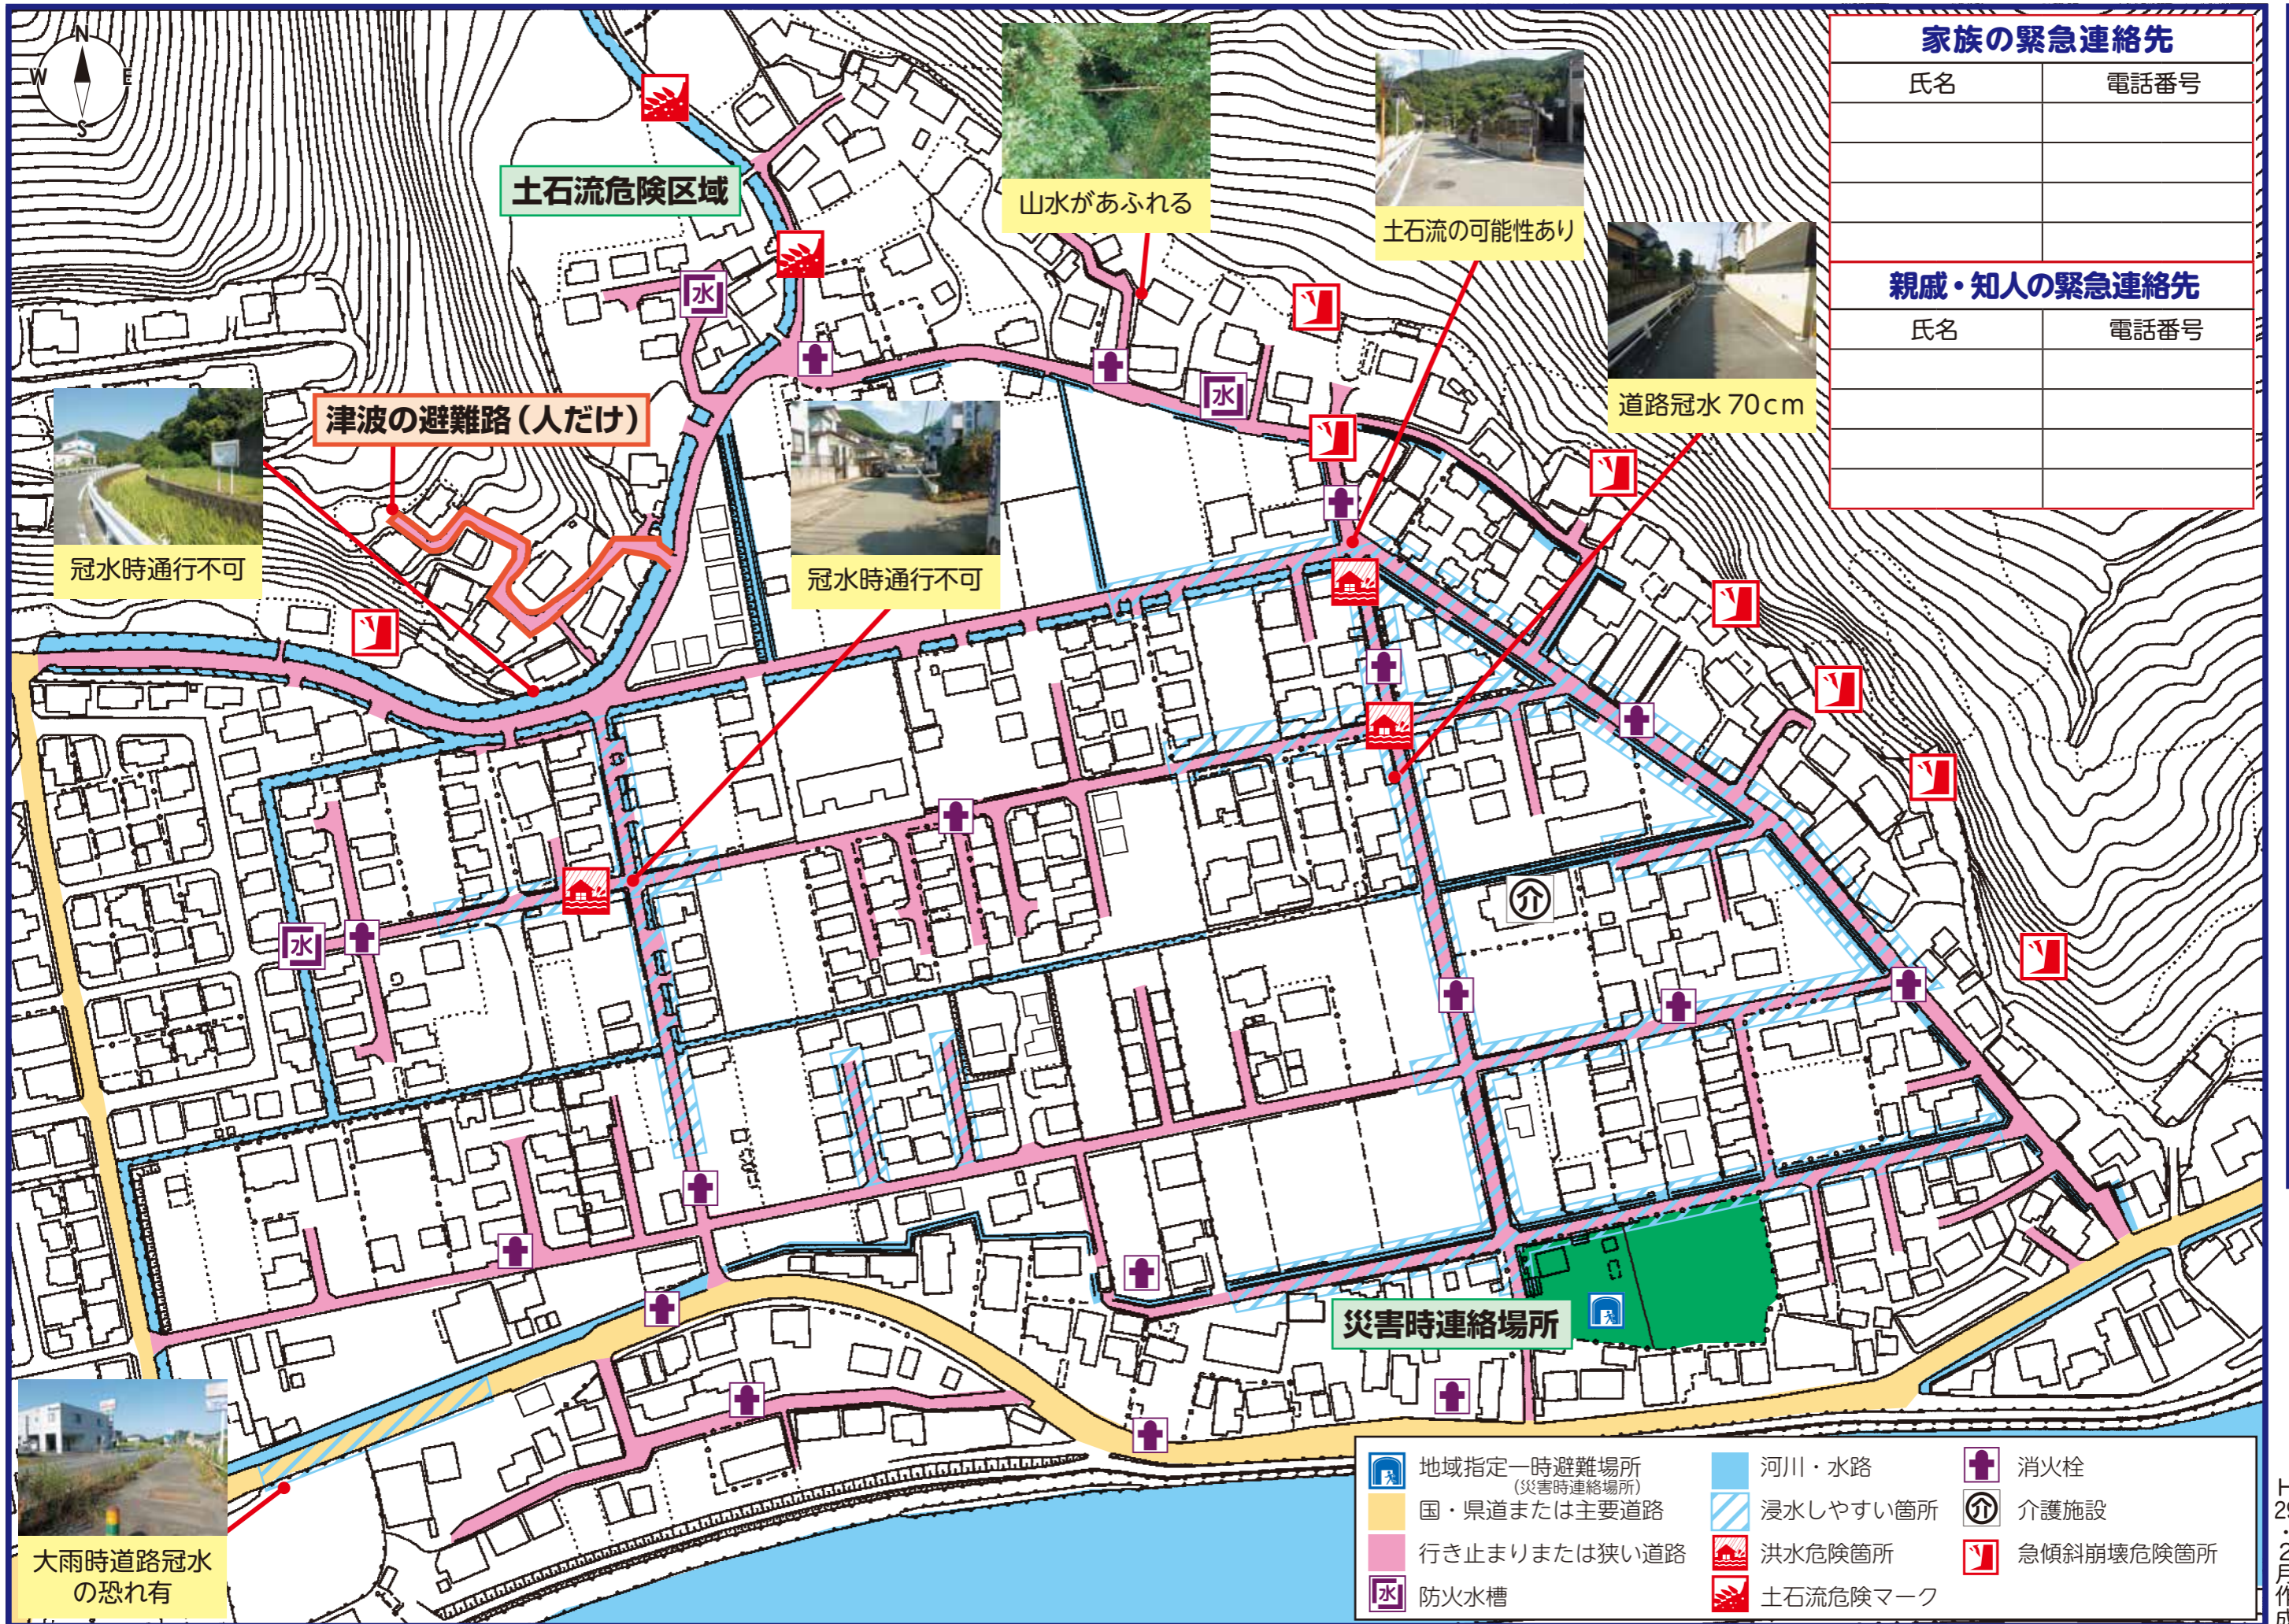 N
W E
S
家族の緊急連絡先
氏名 電話番号
親戚・知人の緊急連絡先
氏名 電話番号
土石流危険区域
山水があふれる
土石流の可能性あり
道路冠水 70cm
津波の避難路（人だけ）
冠水時通行不可
冠水時通行不可
水
水
水
介
災害時連絡場所
大雨時道路冠水
の恐れ有
地域指定一時避難場所
（災害時連絡場所）
国・県道または主要道路
行き止まりまたは狭い道路
水 防火水槽
河川・水路
浸水しやすい箇所
洪水危険箇所
土石流危険マーク
消火栓
介 介護施設
急傾斜崩壊危険箇所
H29・2月作成